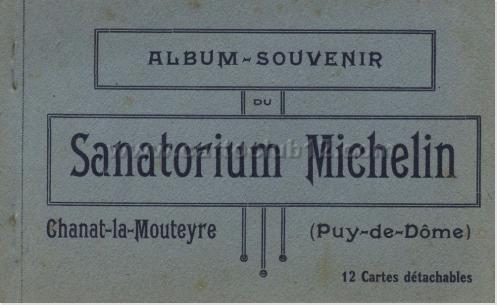 ALBUM-SOUVENIR
DU
Sanatorium Michelin
Chanat-la-Mouteyre (Puy-de-Dôme)
12 Cartes détachables